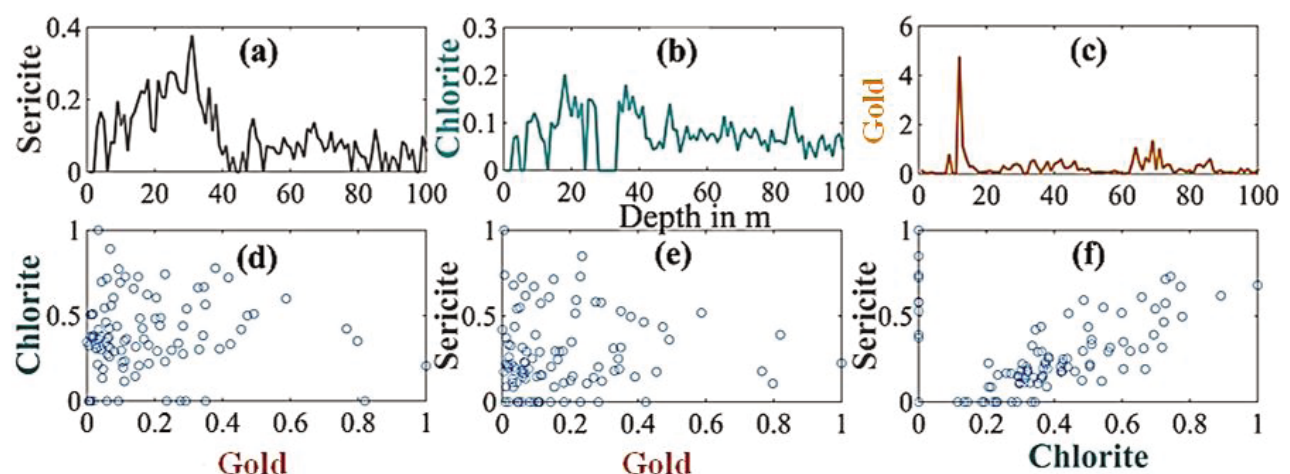 0.4 (a) 0.3 (b) 6 (c)
Sericite 0.2 Chlorite 0.2 Gold 4
0.1 2
0 0 0
0 20 40 60 80 100 0 20 40 60 80 100 0 20 40 60 80 100
Depth in m
1 (d) 1 (e) 1 (f)
Chlorite 0.5 Sericite 0.5 Sericite 0.5
0 0 0
0 0.2 0.4 0.6 0.8 1 0 0.2 0.4 0.6 0.8 1 0 0.2 0.4 0.6 0.8 1
Gold Gold Chlorite